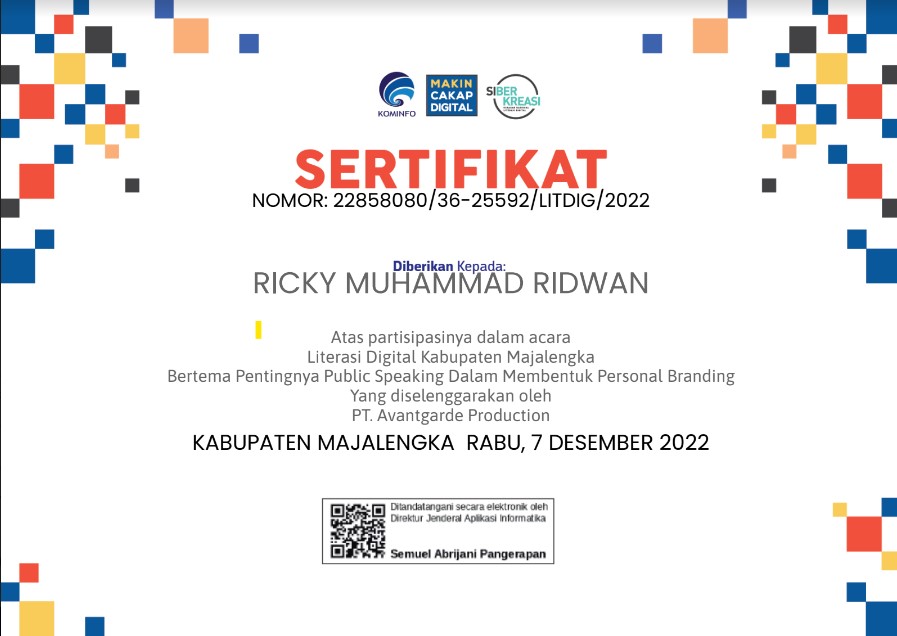 KOMINFO
MAKIN
CAKAP
DIGITAL
SIBER
KREASI
SERTIFIKAT
NOMOR: 22858080/36-25592/LITDIG/2022
Diberikan Kepada:
RICKY MUHAMMAD RIDWAN
Atas partisipasinya dalam acara
Literasi Digital Kabupaten Majalengka
Bertema Pentingnya Public Speaking Dalam Membentuk Personal Branding
Yang diselenggarakan oleh
PT. Avantgarde Production
KABUPATEN MAJALENGKA  RABU, 7 DESEMBER 2022
Ditandatangani secara elektronik oleh
Direktur Jenderal Aplikasi Informatika
Semuel Abrijani Pangerapan